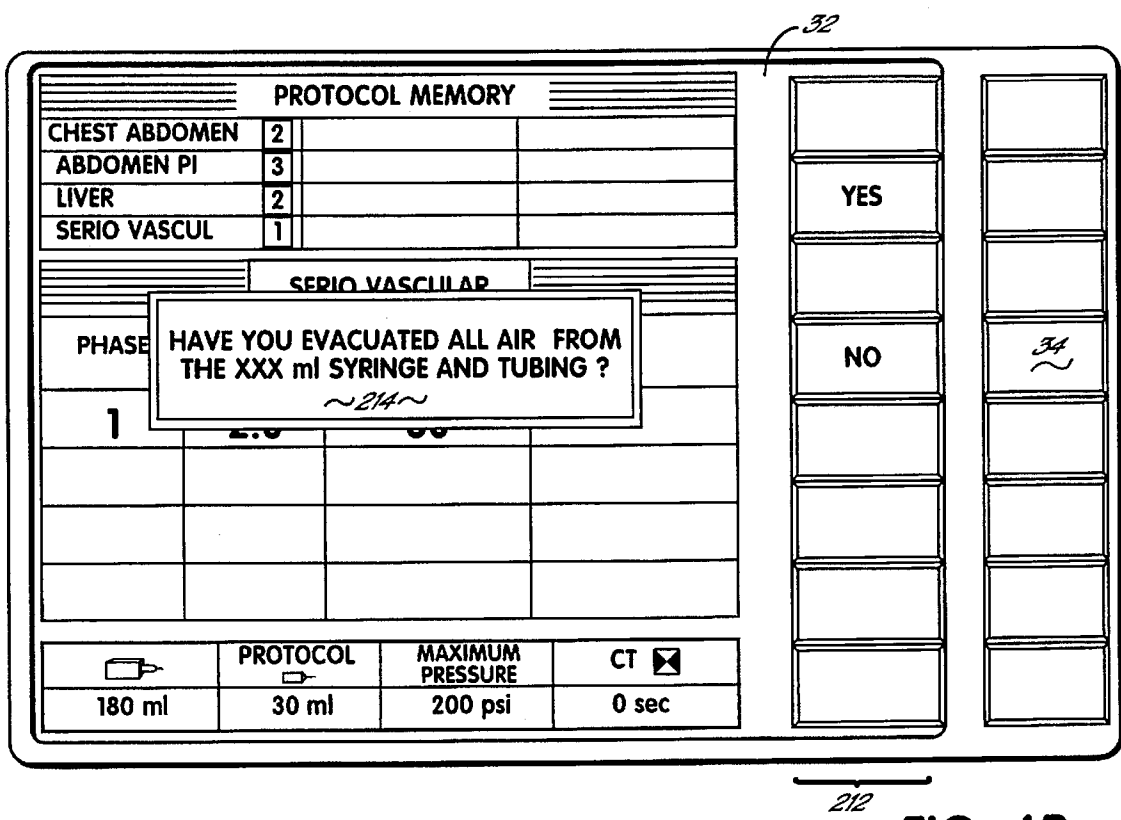 32
PROTOCOL MEMORY
CHEST ABDOMEN 2
ABDOMEN PI 3
LIVER 2
SERIO VASCUL 1
YES
SERIO VASCULAR
PHASE
HAVE YOU EVACUATED ALL AIR FROM
THE XXX ml SYRINGE AND TUBING ?
~214~
NO
34
1
PROTOCOL
MAXIMUM
PRESSURE
CT
180 ml
30 ml
200 psi
0 sec
212